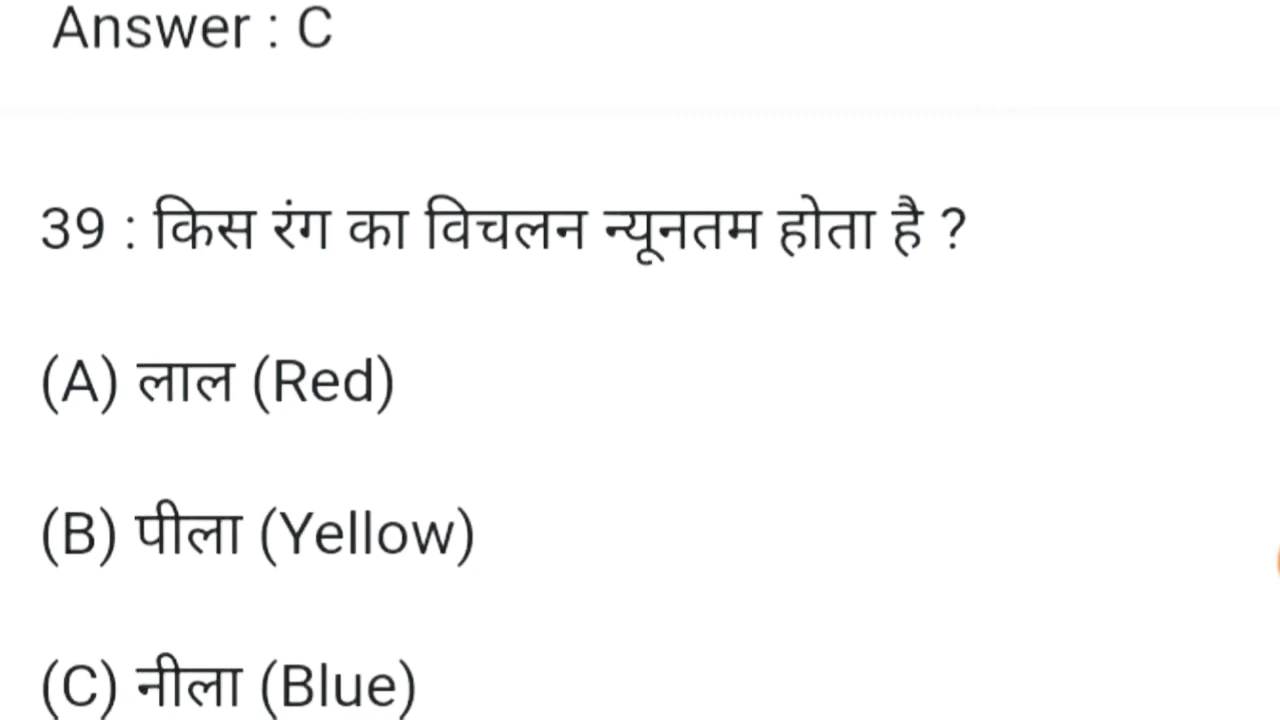 Answer : C
39 : किस रंग का विचलन न्यूनतम होता है ?
(A) लाल (Red)
(B) पीला (Yellow)
(C) नीला (Blue)